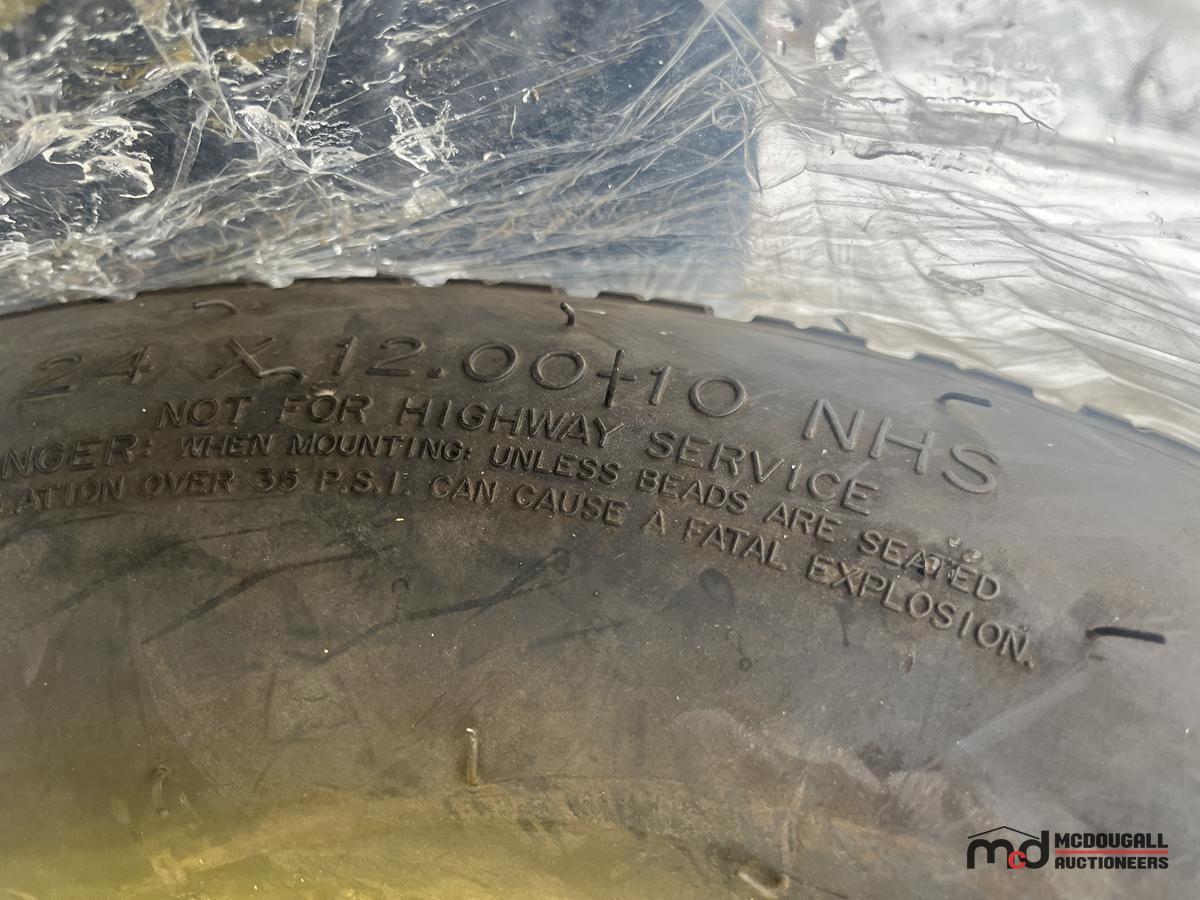 24 X 12.00-10 NHS
NOT FOR HIGHWAY SERVICE
NGER: WHEN MOUNTING: UNLESS BEADS ARE SEATED
LATION OVER 35 P.S.I. CAN CAUSE A FATAL EXPLOSION.
mcd MCDOUGALL
AUCTIONEERS